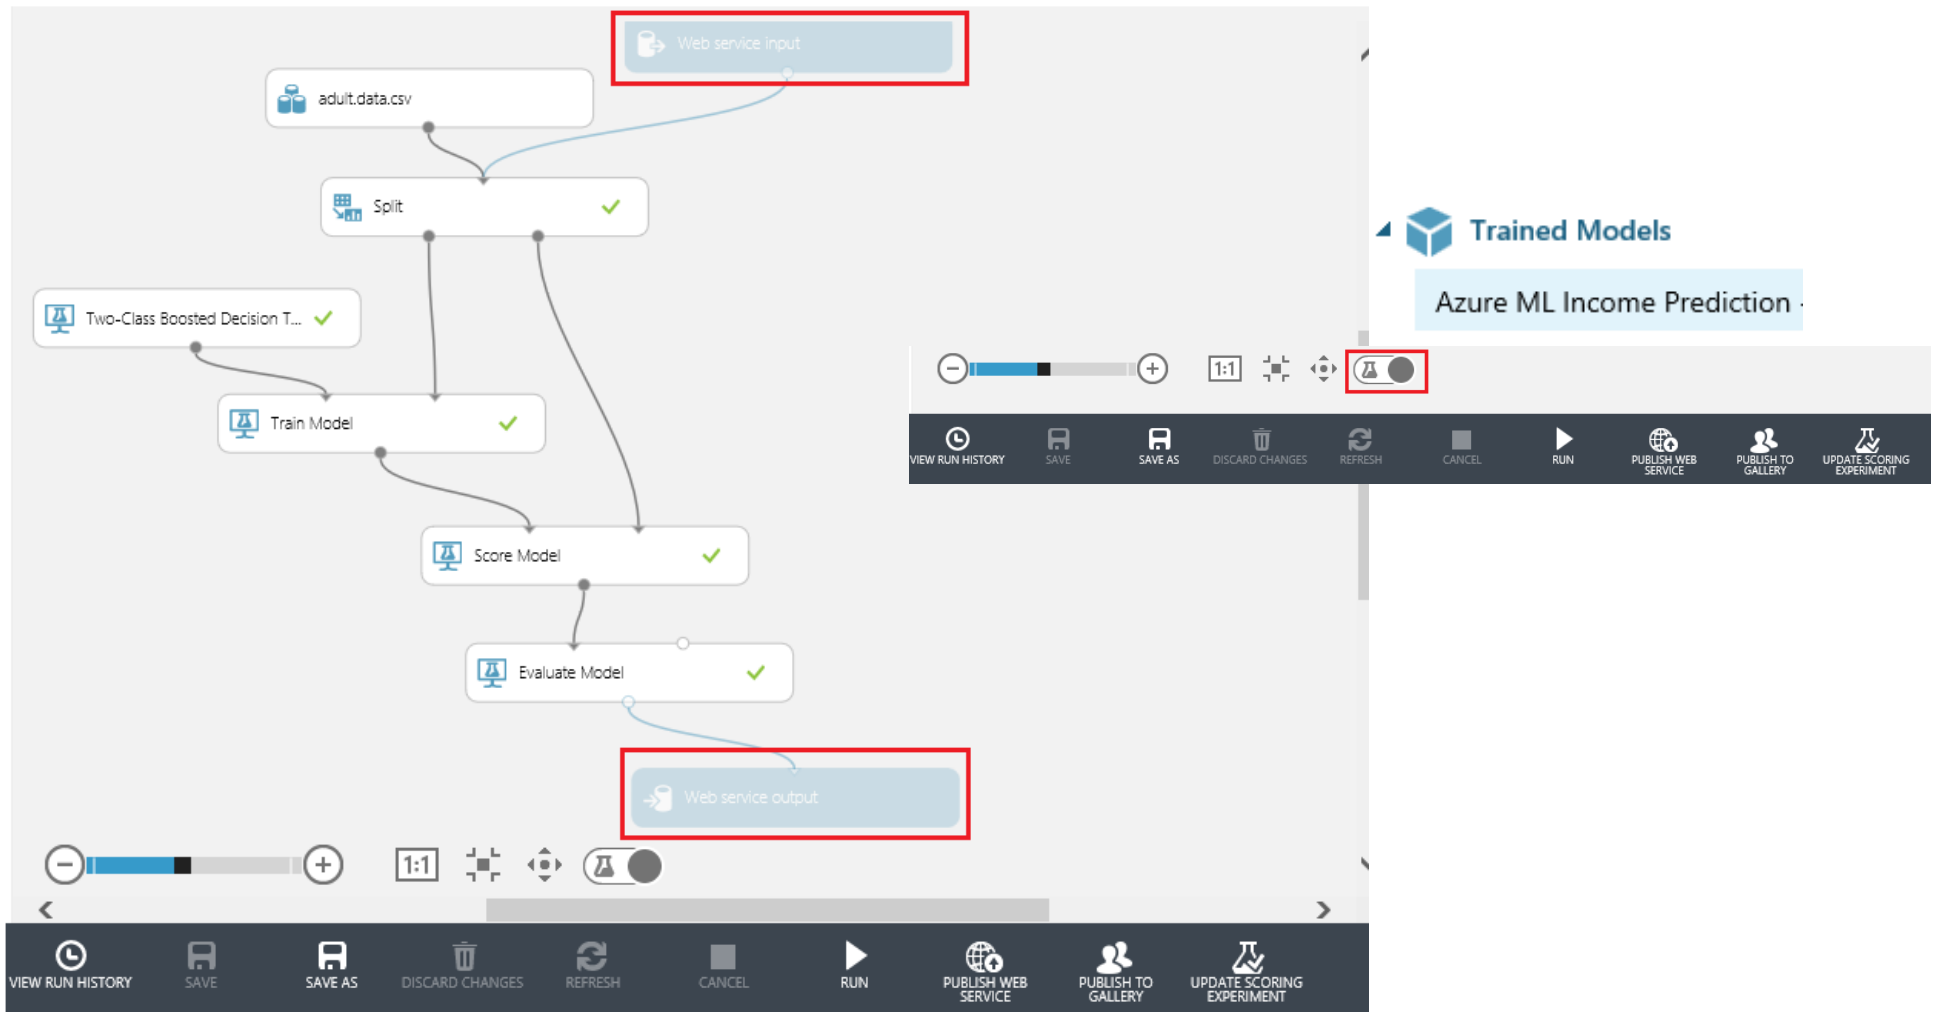 Web service input
adult.data.csv
Split
Two-Class Boosted Decision T...
Train Model
Score Model
Evaluate Model
Web service output
1:1
VIEW RUN HISTORY
SAVE
SAVE AS
DISCARD CHANGES
REFRESH
CANCEL
RUN
PUBLISH WEB
SERVICE
PUBLISH TO
GALLERY
UPDATE SCORING
EXPERIMENT
Trained Models
Azure ML Income Prediction -
1:1
VIEW RUN HISTORY
SAVE
SAVE AS
DISCARD CHANGES
REFRESH
CANCEL
RUN
PUBLISH WEB
SERVICE
PUBLISH TO
GALLERY
UPDATE SCORING
EXPERIMENT